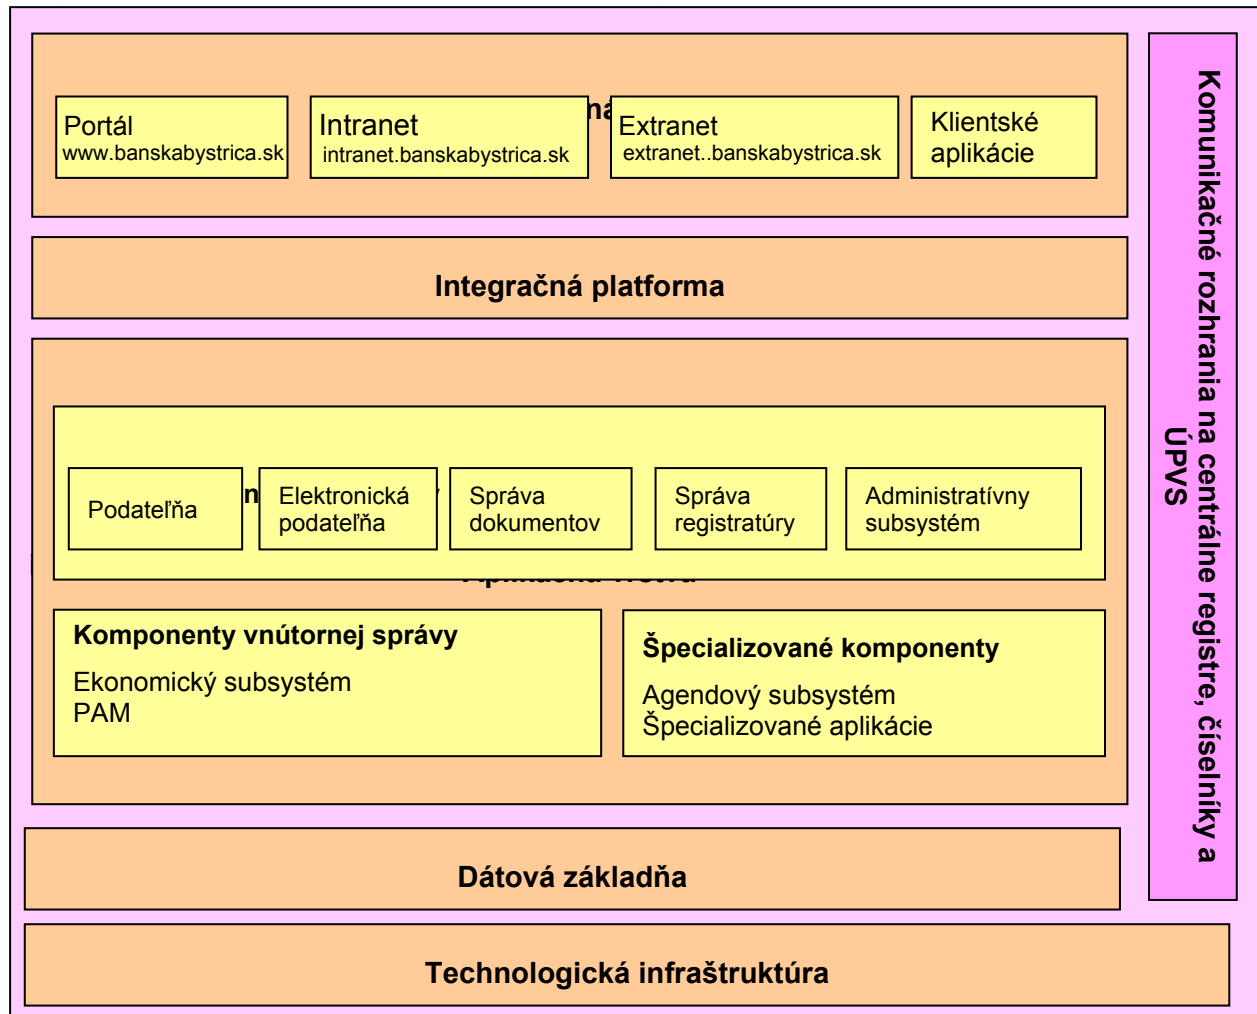 Portál
www.banskabystrica.sk
Intranet
intranet.banskabystrica.sk
Extranet
extranet..banskabystrica.sk
Klientské
aplikácie
Integračná platforma
Podateľňa
Elektronická
podateľňa
Správa
dokumentov
Správa
registratúry
Administratívny
subsystém
Komponenty vnútornej správy
Ekonomický subsystém
PAM
Špecializované komponenty
Agendový subsystém
Špecializované aplikácie
Dátová základňa
Technologická infraštruktúra
Komunikačné rozhrania na centrálne registre, číselníky a
ÚPVS